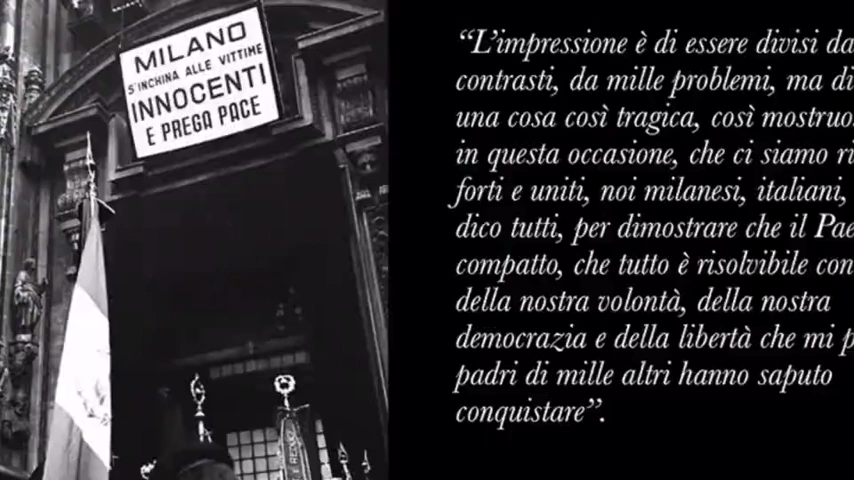 MILANO
S'INCHINA ALLE VITTIME
INNOCENTI
E PREGA PACE
“L’impressione è di essere divisi da
contrasti, da mille problemi, ma di
una cosa così tragica, così mostruo
in questa occasione, che ci siamo ri
forti e uniti, noi milanesi, italiani,
dico tutti, per dimostrare che il Pae
compatto, che tutto è risolvibile con
della nostra volontà, della nostra
democrazia e della libertà che mi p
padri di mille altri hanno saputo
conquistare”.